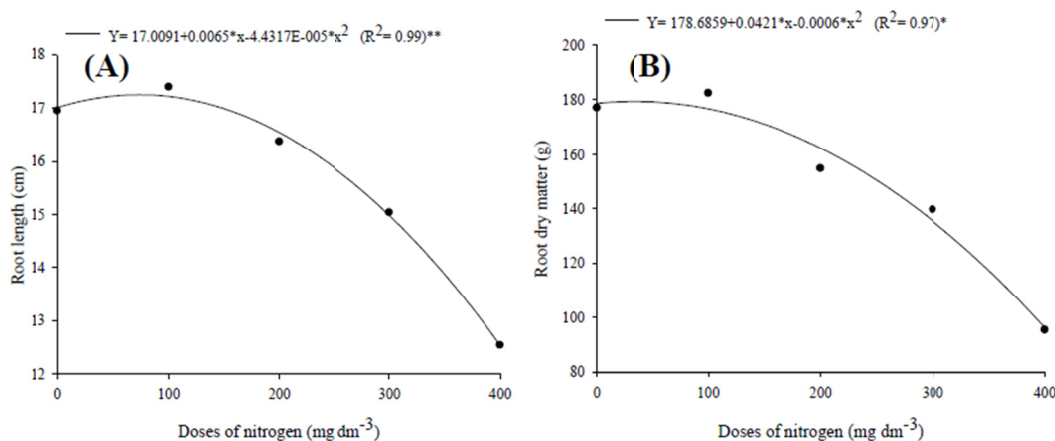 Y= 17.0091+0.0065*x-4.4317E-005*x² (R²= 0.99)**
(A)
18
17
16
15
14
13
12
Root length (cm)
0 100 200 300 400
Doses of nitrogen (mg dm⁻³)
Y= 178.6859+0.0421*x-0.0006*x² (R²= 0.97)*
(B)
200
180
160
140
120
100
80
Root dry matter (g)
0 100 200 300 400
Doses of nitrogen (mg dm⁻³)